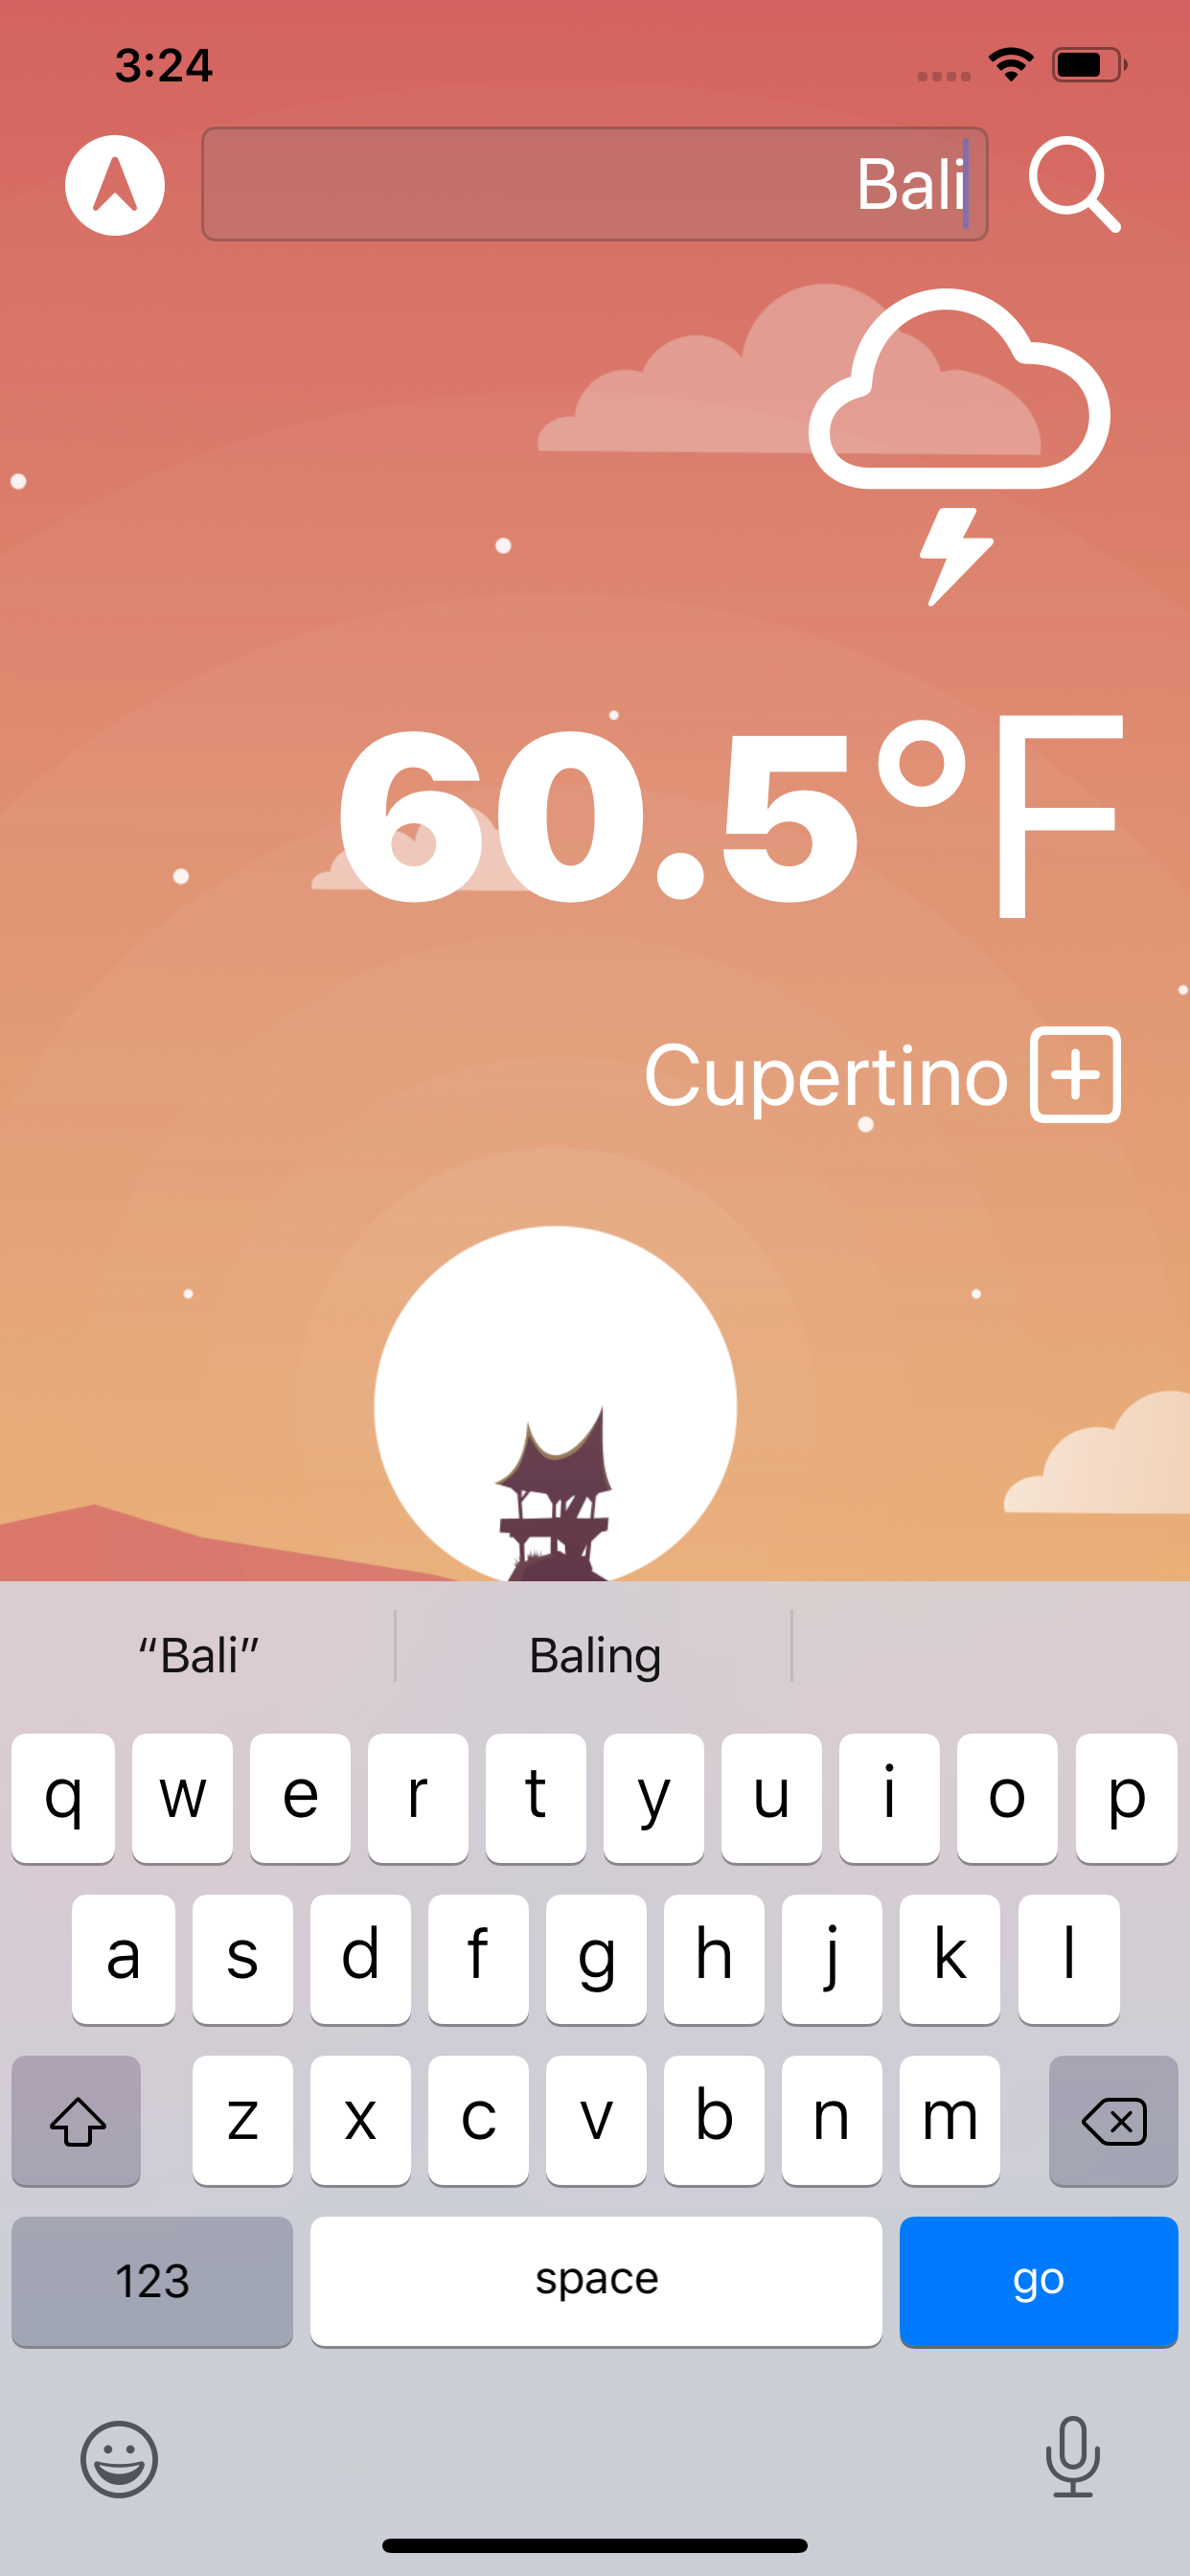 3:24
Bali
60.5°F
Cupertino
“Bali” Baling
q w e r t y u i o p
a s d f g h j k l
z x c v b n m
123 space go